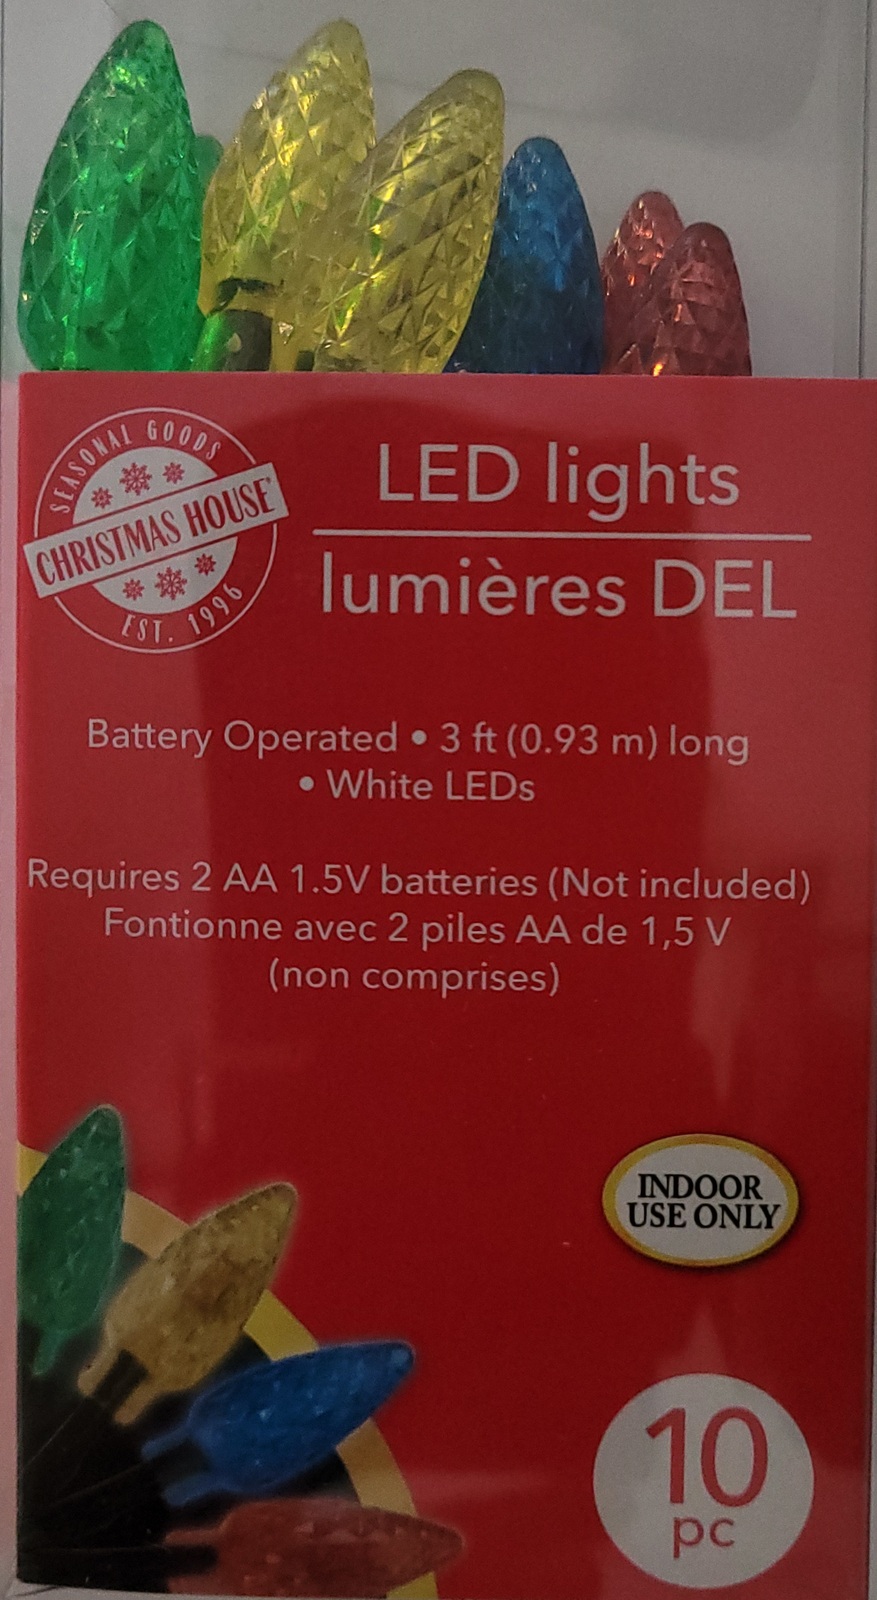 SEASONAL GOODS
CHRISTMAS HOUSE®
EST. 1996
LED lights
lumières DEL
Battery Operated • 3 ft (0.93 m) long
• White LEDs
Requires 2 AA 1.5V batteries (Not included)
Fontionne avec 2 piles AA de 1,5 V
(non comprises)
INDOOR
USE ONLY
10
pc